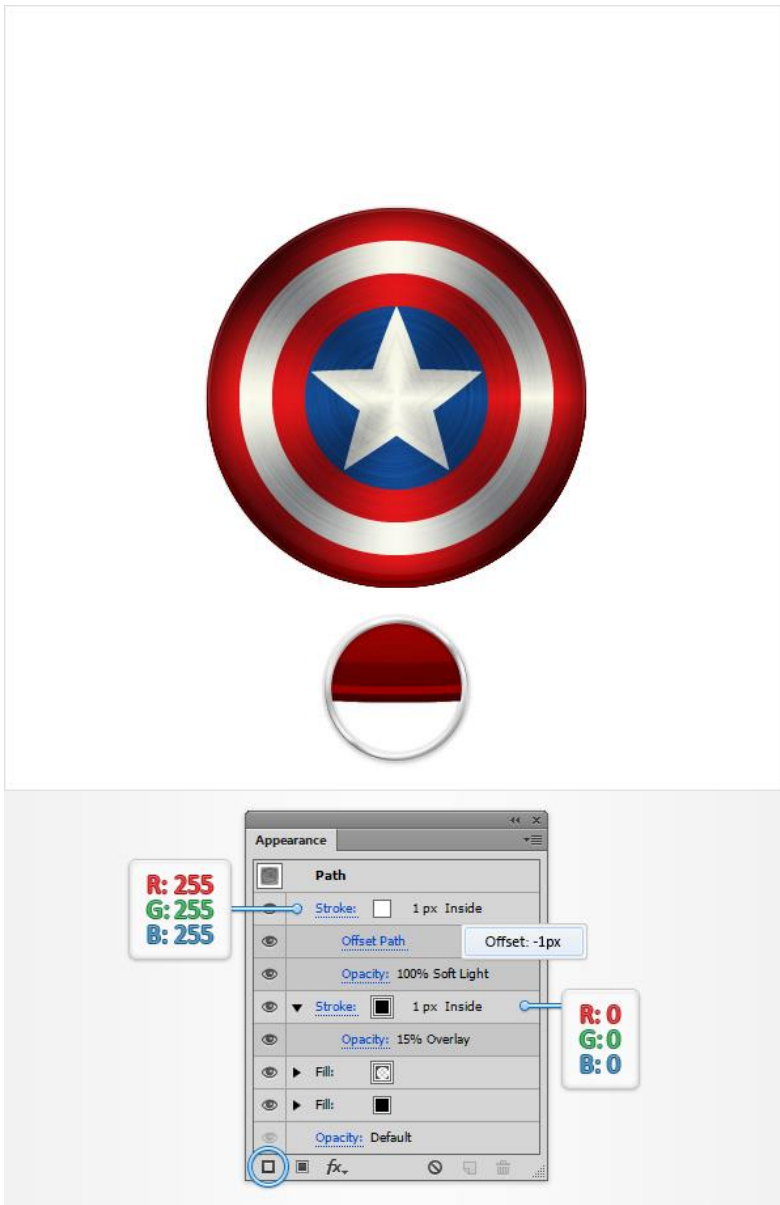 Appearance
Path
R: 255
G: 255
B: 255
Stroke: 1 px Inside
Offset Path Offset: -1px
Opacity: 100% Soft Light
Stroke: 1 px Inside
R: 0
G: 0
B: 0
Opacity: 15% Overlay
Fill:
Fill:
Opacity: Default
fx.